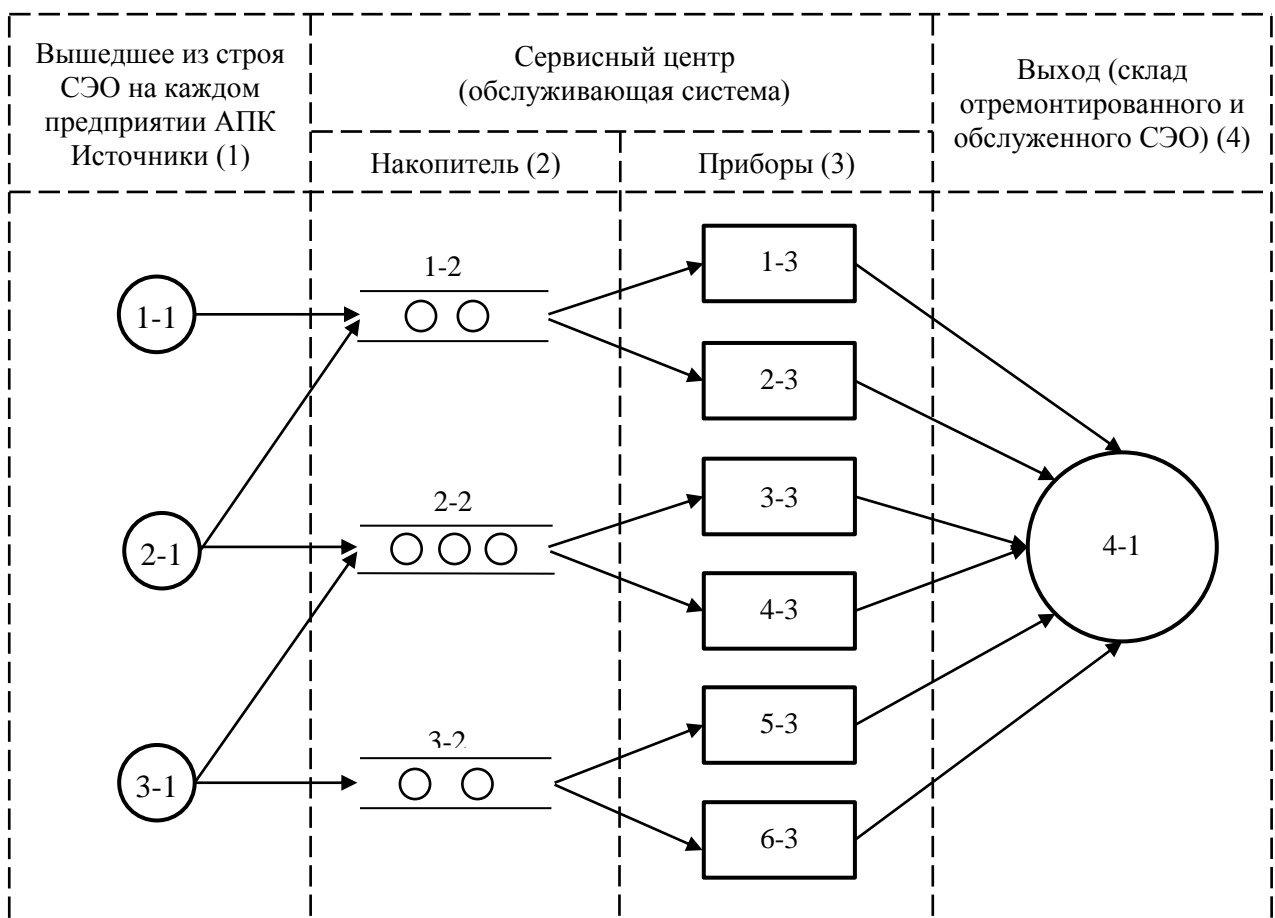 Вышедшее из строя
СЭО на каждом
предприятии АПК
Источники (1)
Сервисный центр
(обслуживающая система)
Выход (склад
отремонтированного и
обслуженного СЭО) (4)
Накопитель (2)
Приборы (3)
1-1
1-2
1-3
2-3
2-1
2-2
3-3
4-3
4-1
3-1
3-2
5-3
6-3